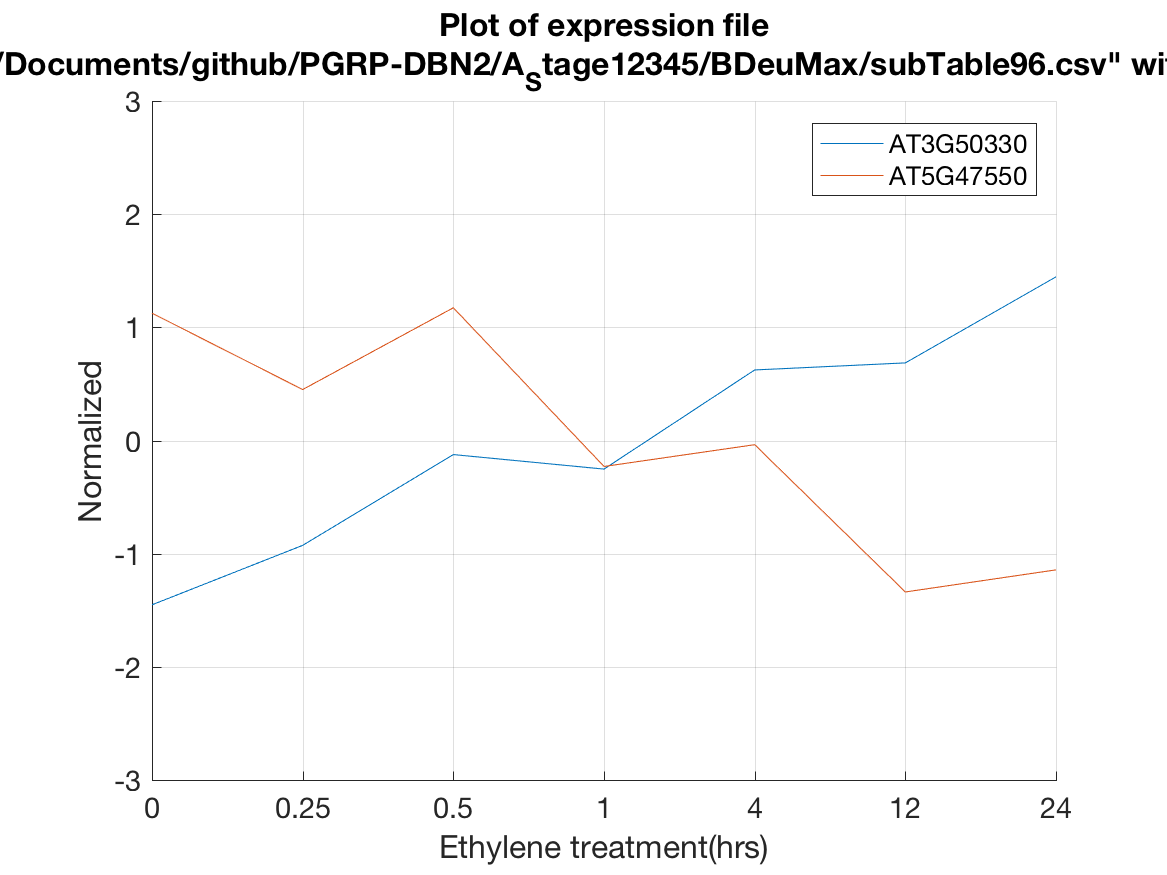 Plot of expression file
/Documents/github/PGRP-DBN2/A_Stage12345/BDeuMax/subTable96.csv" wi
3
2
1
0
-1
-2
-3
Normalized
AT3G50330
AT5G47550
0 0.25 0.5 1 4 12 24
Ethylene treatment(hrs)